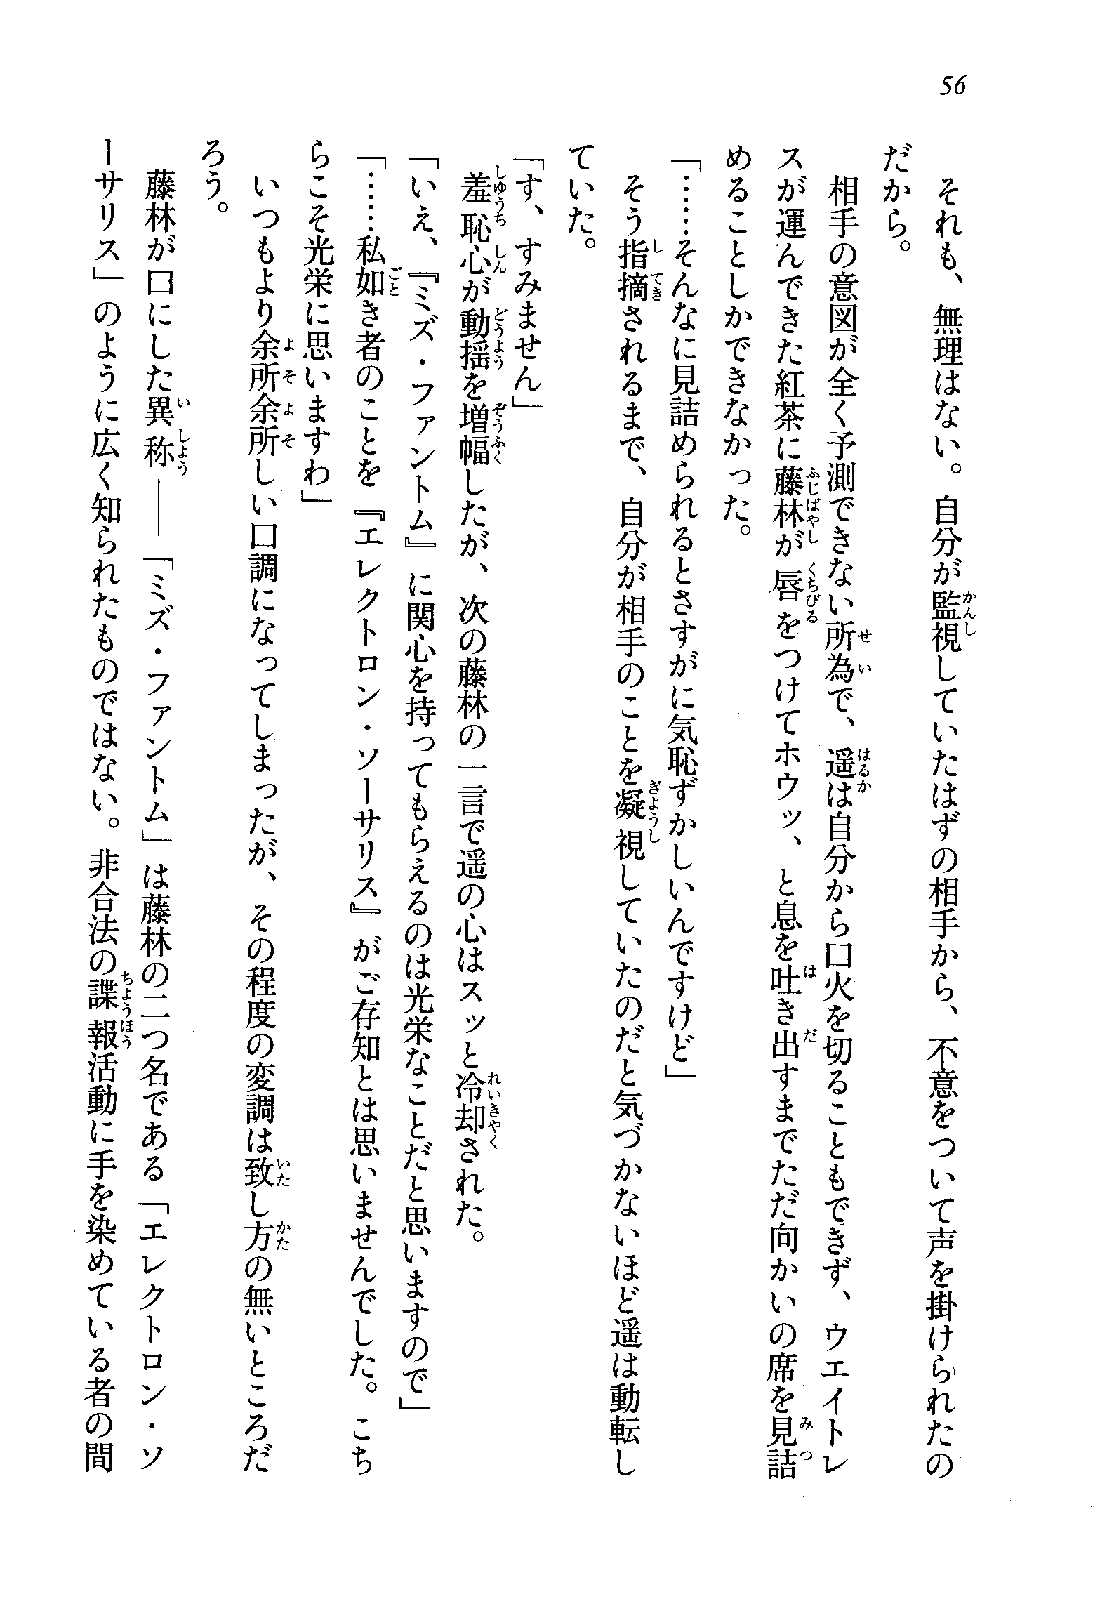 56
それも、無理はない。自分が監視していたはずの相手から、不意をついて声を掛けられたの
だから。
相手の意図が全く予測できない所為で、遥は自分から口火を切ることもできず、ウエイトレ
スが運んできた紅茶に藤林が唇をつけてホウッ、と息を吐き出すまでただ向かいの席を見詰
めることしかできなかった。
「……そんなに見詰められるとさすがに気恥ずかしいんですけど」
そう指摘されるまで、自分が相手のことを凝視していたのだと気づかないほど遥は動転し
ていた。
「す、すみません」
羞恥心が動揺を増幅したが、次の藤林の一言で遥の心はスッと冷却された。
「いえ、『ミズ・ファントム』に関心を持ってもらえるのは光栄なことだと思いますので」
「……私如き者のことを『エレクトロン・ソーサリス』がご存知とは思いませんでした。こち
らこそ光栄に思いますわ」
いつもより余所余所しい口調になってしまったが、その程度の変調は致し方の無いところだ
ろう。
藤林が口にした異称――「ミズ・ファントム」は藤林の二つ名である「エレクトロン・ソ
ーサリス」のように広く知られたものではない。非合法の諜報活動に手を染めている者の間